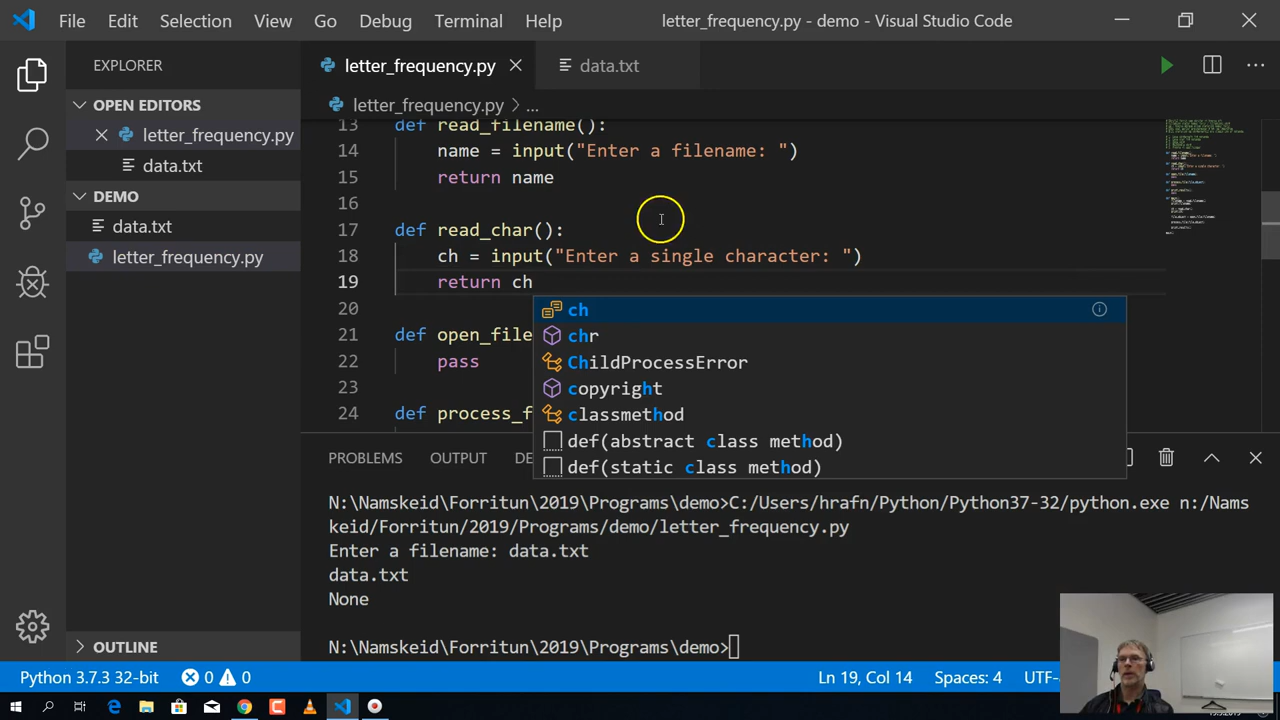 File Edit Selection View Go Debug Terminal Help letter_frequency.py - demo - Visual Studio Code
EXPLORER
OPEN EDITORS
letter_frequency.py
data.txt
DEMO
data.txt
letter_frequency.py
OUTLINE
letter_frequency.py data.txt
letter_frequency.py > ...
13 def read_filename():
14 name = input("Enter a filename: ")
15 return name
16
17 def read_char():
18 ch = input("Enter a single character: ")
19 return ch
20
21 def open_file
22 pass
23
24 def process_f
ch
chr
ChildProcessError
copyright
classmethod
def(abstract class method)
def(static class method)
PROBLEMS OUTPUT DE
N:\Namskeid\Forritun\2019\Programs\demo>C:/Users/hrafn/Python/Python37-32/python.exe n:/Nams
keid/Forritun/2019/Programs/demo/letter_frequency.py
Enter a filename: data.txt
data.txt
None
N:\Namskeid\Forritun\2019\Programs\demo>
Python 3.7.3 32-bit 0 0 Ln 19, Col 14 Spaces: 4 UTF-